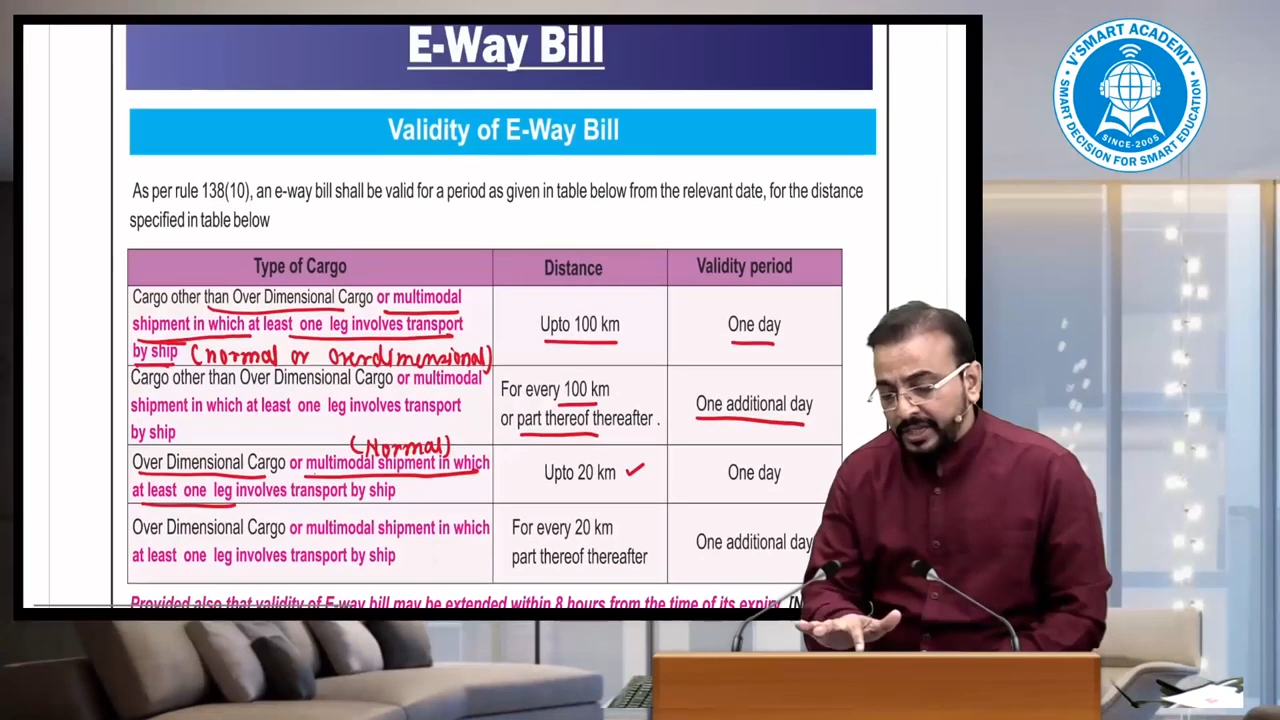 E-Way Bill
Validity of E-Way Bill
As per rule 138(10), an e-way bill shall be valid for a period as given in table below from the relevant date, for the distance
specified in table below
Type of Cargo
Distance
Validity period
Cargo other than Over Dimensional Cargo or multimodal
shipment in which at least one leg involves transport
by ship (normal or overdimensional)
Upto 100 km
One day
Cargo other than Over Dimensional Cargo or multimodal
shipment in which at least one leg involves transport
by ship
For every 100 km
or part thereof thereafter .
One additional day
(Normal)
Over Dimensional Cargo or multimodal shipment in which
at least one leg involves transport by ship
Upto 20 km
One day
Over Dimensional Cargo or multimodal shipment in which
at least one leg involves transport by ship
For every 20 km
part thereof thereafter
One additional day
Provided also that validity of E-way bill may be extended within 8 hours from the time of its expiry.
V'SMART ACADEMY
SINCE-2005
SMART DECISION FOR SMART EDUCATION